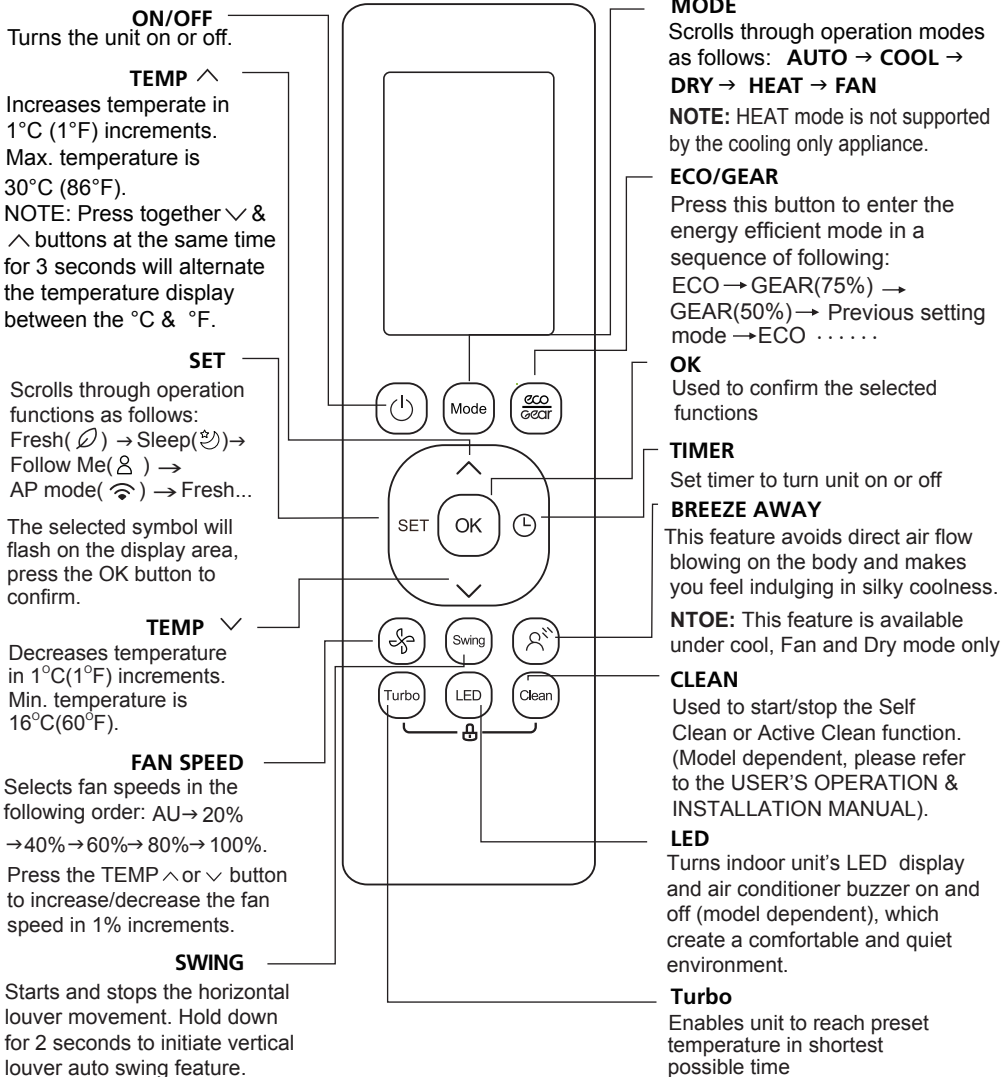 ON/OFF
Turns the unit on or off.
TEMP
Increases temperate in
1°C (1°F) increments.
Max. temperature is
30°C (86°F).
NOTE: Press together &
buttons at the same time
for 3 seconds will alternate
the temperature display
between the °C & °F.
SET
Scrolls through operation
functions as follows:
Fresh( ) → Sleep( )→
Follow Me( ) →
AP mode( ) → Fresh...
The selected symbol will
flash on the display area,
press the OK button to
confirm.
TEMP
Decreases temperature
in 1°C(1°F) increments.
Min. temperature is
16°C(60°F).
FAN SPEED
Selects fan speeds in the
following order: AU→ 20%
→40%→60%→ 80%→ 100%.
Press the TEMP or button
to increase/decrease the fan
speed in 1% increments.
SWING
Starts and stops the horizontal
louver movement. Hold down
for 2 seconds to initiate vertical
louver auto swing feature.
Mode
eco
Gear
SET
OK
Swing
Turbo
LED
Clean
MODE
Scrolls through operation modes
as follows: AUTO → COOL →
DRY → HEAT → FAN
NOTE: HEAT mode is not supported
by the cooling only appliance.
ECO/GEAR
Press this button to enter the
energy efficient mode in a
sequence of following:
ECO → GEAR(75%) →
GEAR(50%) → Previous setting
mode →ECO ······
OK
Used to confirm the selected
functions
TIMER
Set timer to turn unit on or off
BREEZE AWAY
This feature avoids direct air flow
blowing on the body and makes
you feel indulging in silky coolness.
NTOE: This feature is available
under cool, Fan and Dry mode only
CLEAN
Used to start/stop the Self
Clean or Active Clean function.
(Model dependent, please refer
to the USER'S OPERATION &
INSTALLATION MANUAL).
LED
Turns indoor unit's LED display
and air conditioner buzzer on and
off (model dependent), which
create a comfortable and quiet
environment.
Turbo
Enables unit to reach preset
temperature in shortest
possible time